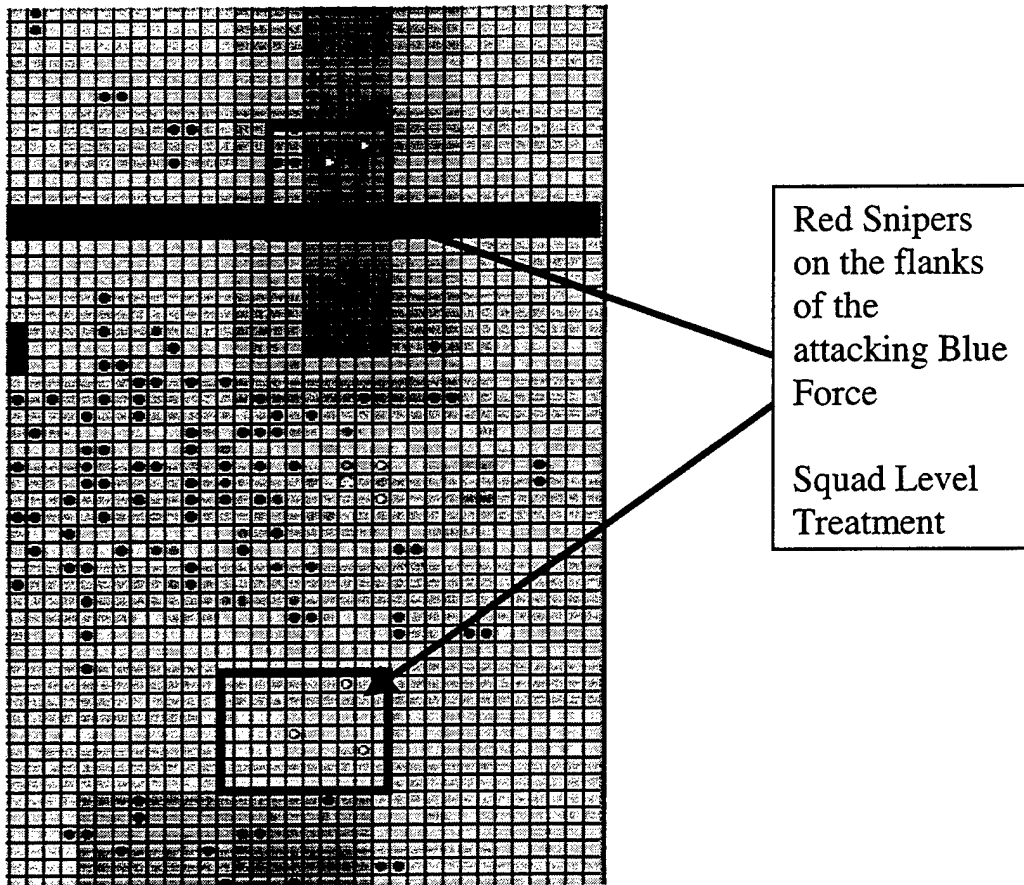 Red Snipers
on the flanks
of the
attacking Blue
Force
Squad Level
Treatment